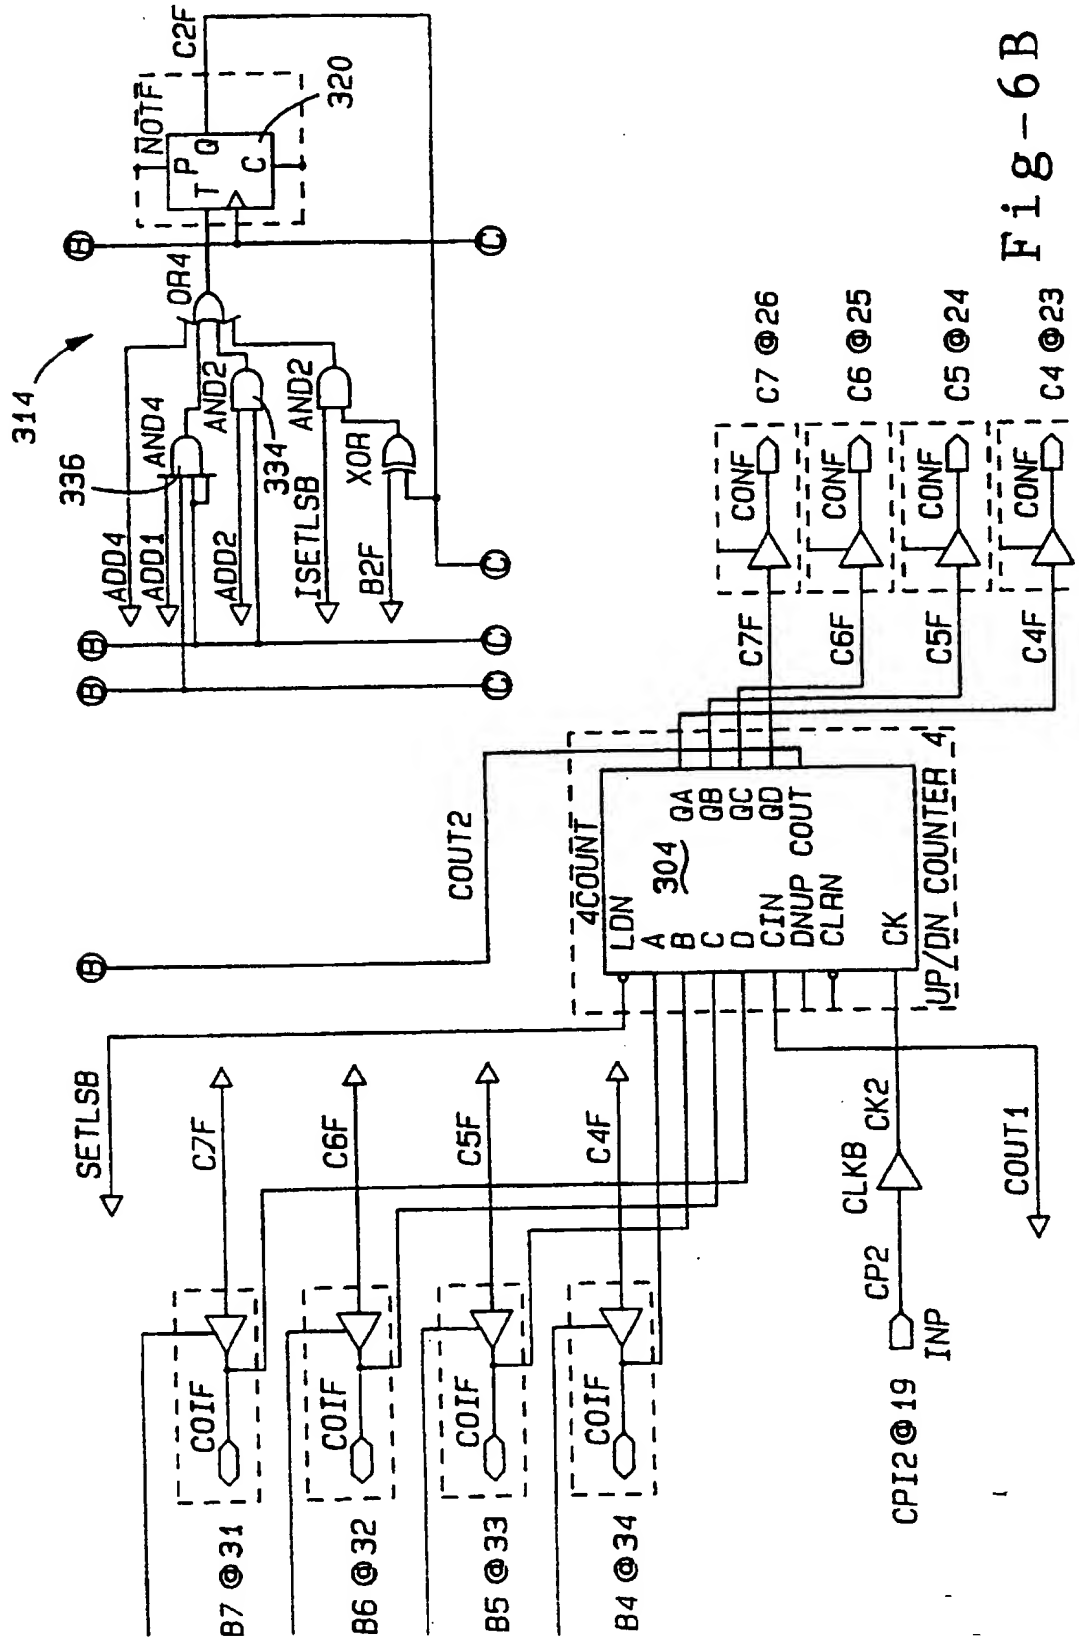 314
320
336
334
C2F
NOTF
P
T
Q
C
OR4
AND4
AND2
AND2
XOR
ADD4
ADD1
ADD2
ISETLSB
B2F
B
C
B
C
B
C
B
COUT2
SETLSB
C7F
C6F
C5F
C4F
COIF
COIF
COIF
COIF
B7 @31
B6 @32
B5 @33
B4 @34
4COUNT
304
LDN
A
B
C
D
CIN
DNUP
CLRN
CK
QA
QB
QC
QD
COUT
UP/DN COUNTER 4
CK2
CLKB
CP2
INP
CPI2@19
COUT1
C7F
C6F
C5F
C4F
CONF
CONF
CONF
CONF
C7 @26
C6 @25
C5 @24
C4 @23
Fig-6B